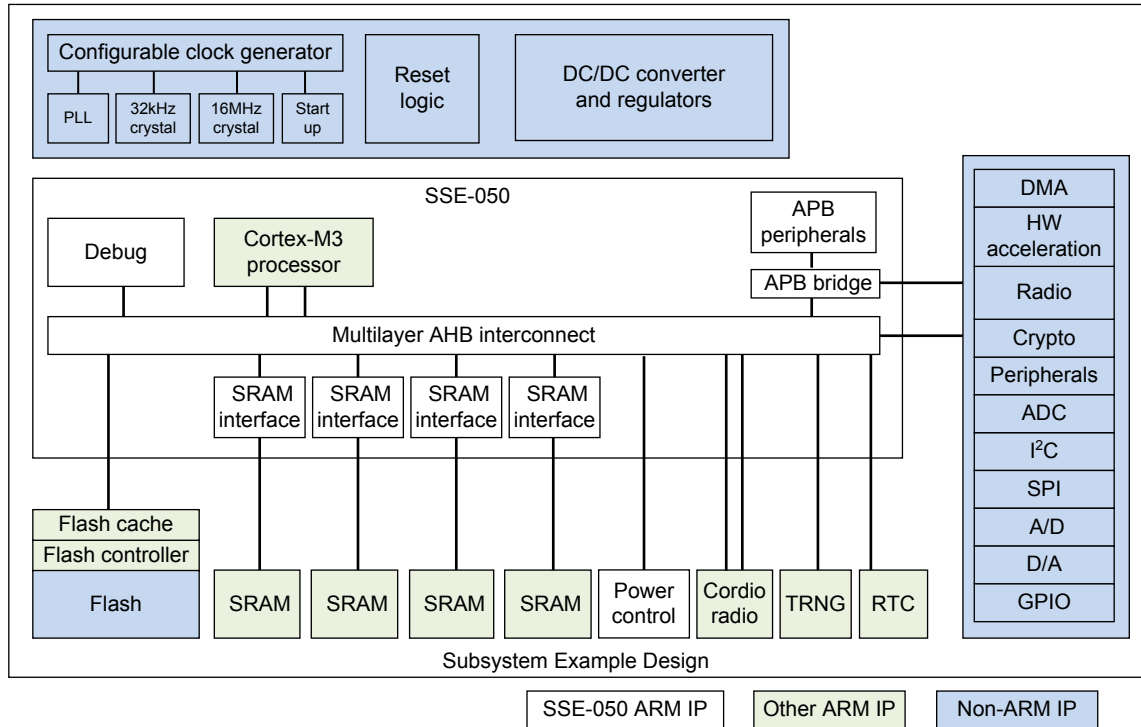 Configurable clock generator
PLL
32kHz
crystal
16MHz
crystal
Start
up
Reset
logic
DC/DC converter
and regulators
SSE-050
Debug
Cortex-M3
processor
APB
peripherals
APB bridge
Multilayer AHB interconnect
SRAM
interface
SRAM
interface
SRAM
interface
SRAM
interface
DMA
HW
acceleration
Radio
Crypto
Peripherals
ADC
I²C
SPI
A/D
D/A
GPIO
Flash cache
Flash controller
Flash
SRAM
SRAM
SRAM
SRAM
Power
control
Cordio
radio
TRNG
RTC
Subsystem Example Design
SSE-050 ARM IP
Other ARM IP
Non-ARM IP